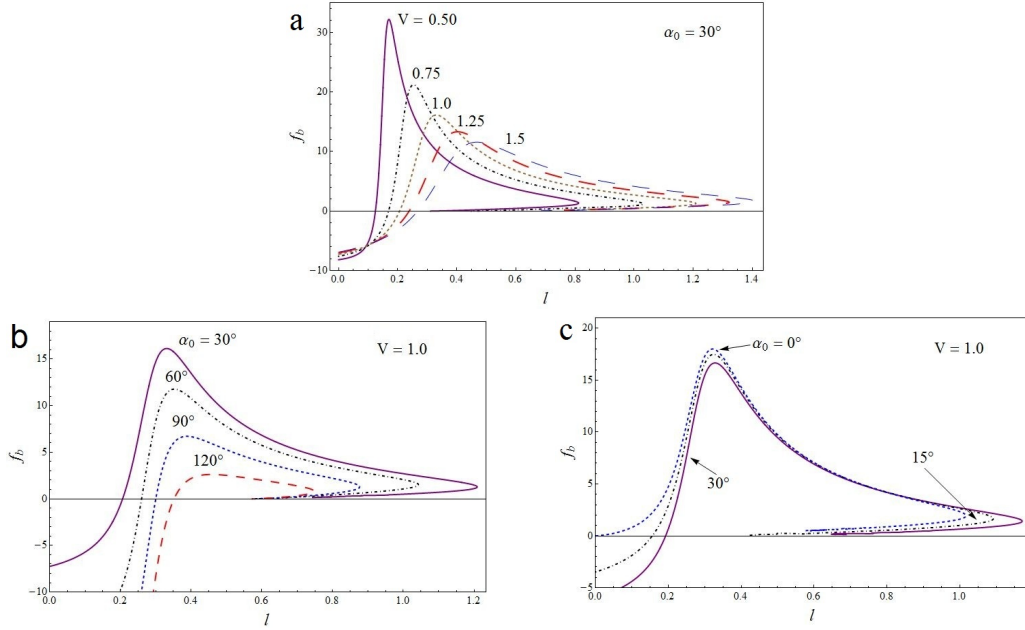 a
V = 0.50
α₀ = 30°
0.75
1.0
1.25
1.5
f_b
30
20
10
0
−10
0.0 0.2 0.4 0.6 0.8 1.0 1.2 1.4
l
b
α₀ = 30°
V = 1.0
60°
90°
120°
f_b
15
10
5
0
−5
−10
0.0 0.2 0.4 0.6 0.8 1.0 1.2
l
c
α₀ = 0°
V = 1.0
15°
30°
f_b
20
15
10
5
0
−5
0.0 0.2 0.4 0.6 0.8 1.0
l